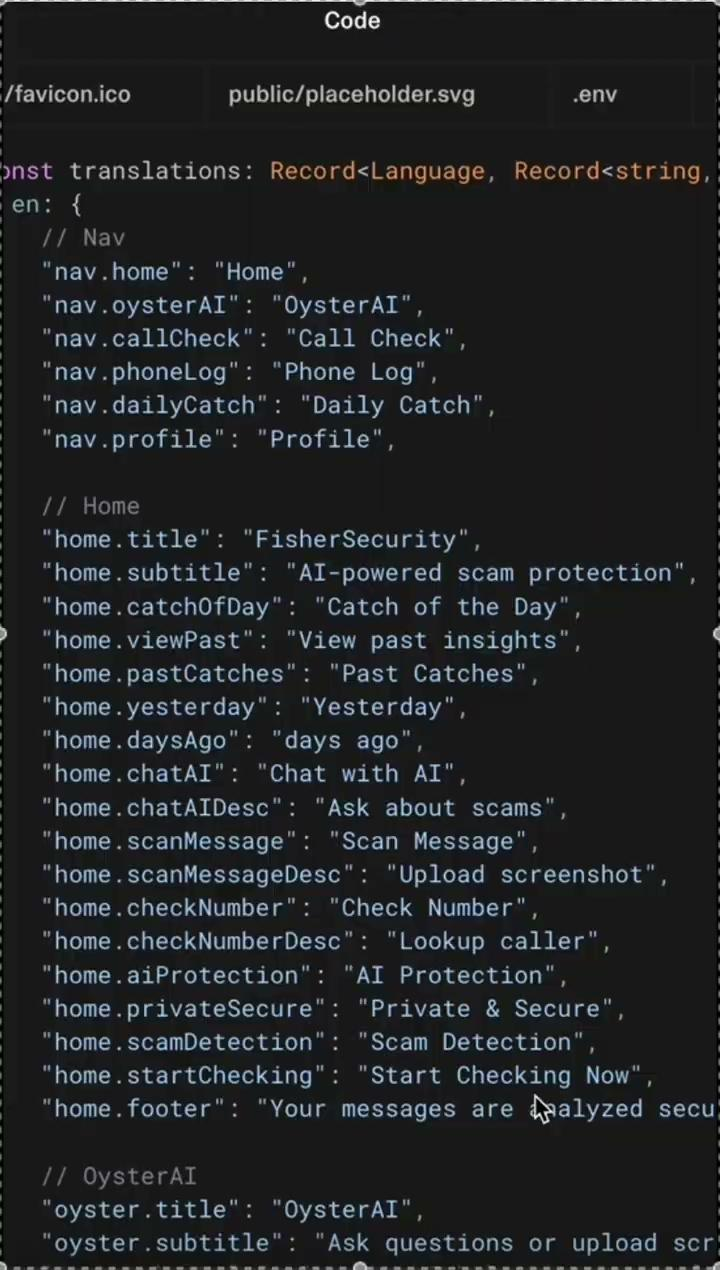 Code
/favicon.ico public/placeholder.svg .env
onst translations: Record<Language, Record<string,
en: {
// Nav
"nav.home": "Home",
"nav.oysterAI": "OysterAI",
"nav.callCheck": "Call Check",
"nav.phoneLog": "Phone Log",
"nav.dailyCatch": "Daily Catch",
"nav.profile": "Profile",
// Home
"home.title": "FisherSecurity",
"home.subtitle": "AI-powered scam protection",
"home.catchOfDay": "Catch of the Day",
"home.viewPast": "View past insights",
"home.pastCatches": "Past Catches",
"home.yesterday": "Yesterday",
"home.daysAgo": "days ago",
"home.chatAI": "Chat with AI",
"home.chatAIDesc": "Ask about scams",
"home.scanMessage": "Scan Message",
"home.scanMessageDesc": "Upload screenshot",
"home.checkNumber": "Check Number",
"home.checkNumberDesc": "Lookup caller",
"home.aiProtection": "AI Protection",
"home.privateSecure": "Private & Secure",
"home.scamDetection": "Scam Detection",
"home.startChecking": "Start Checking Now",
"home.footer": "Your messages are analyzed secu
// OysterAI
"oyster.title": "OysterAI",
"oyster.subtitle": "Ask questions or upload scr